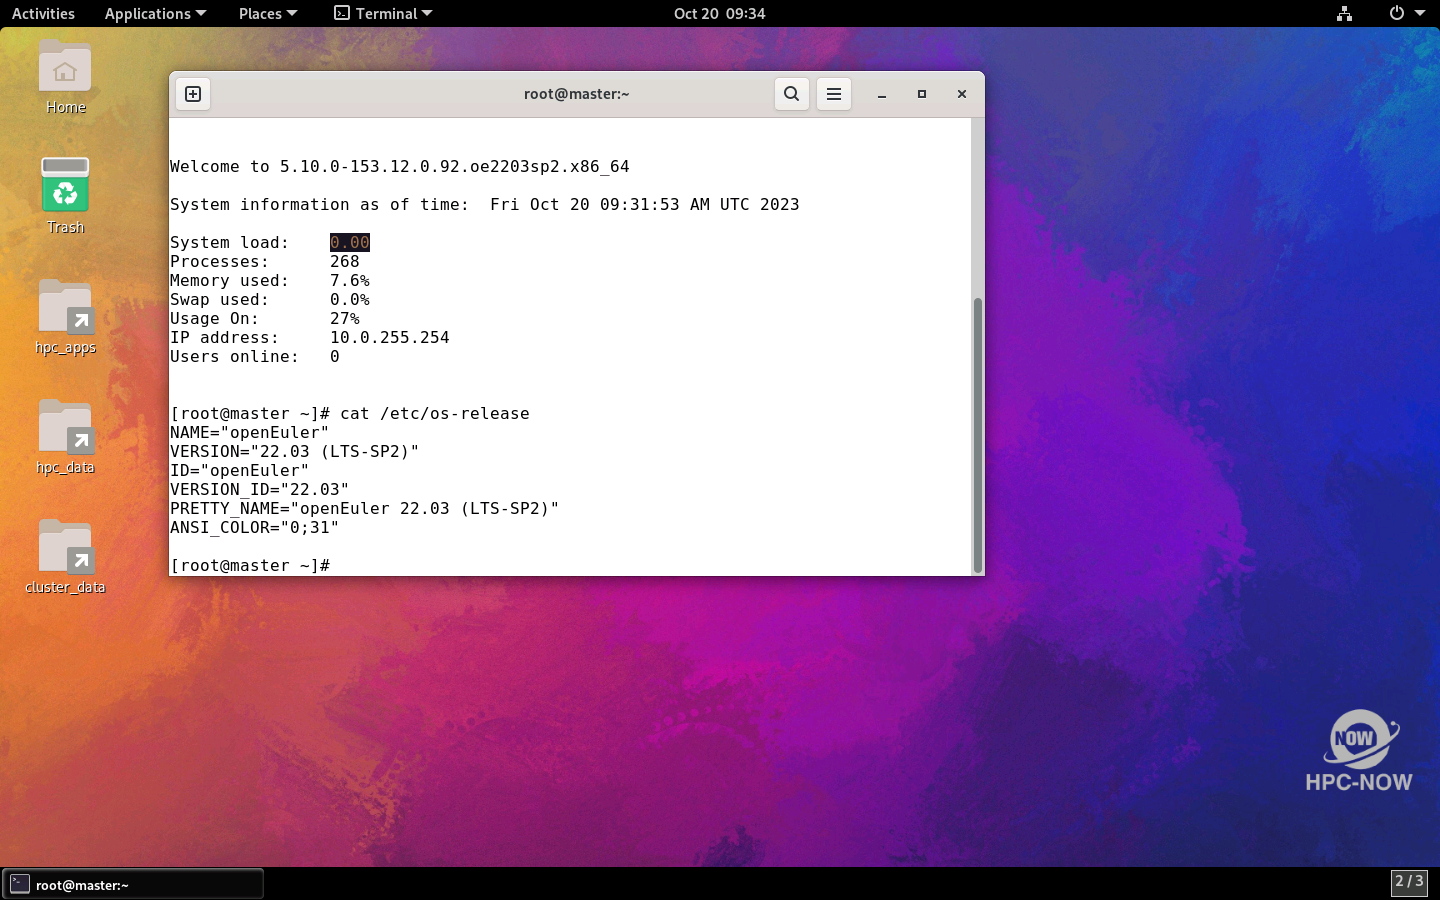 Activities Applications Places Terminal Oct 20 09:34
Home
Trash
hpc_apps
hpc_data
cluster_data
root@master:~
Welcome to 5.10.0-153.12.0.92.oe2203sp2.x86_64
System information as of time:  Fri Oct 20 09:31:53 AM UTC 2023
System load:    0.00
Processes:      268
Memory used:    7.6%
Swap used:      0.0%
Usage On:       27%
IP address:     10.0.255.254
Users online:   0
[root@master ~]# cat /etc/os-release
NAME="openEuler"
VERSION="22.03 (LTS-SP2)"
ID="openEuler"
VERSION_ID="22.03"
PRETTY_NAME="openEuler 22.03 (LTS-SP2)"
ANSI_COLOR="0;31"
[root@master ~]#
NOW
HPC-NOW
root@master:~
2 / 3